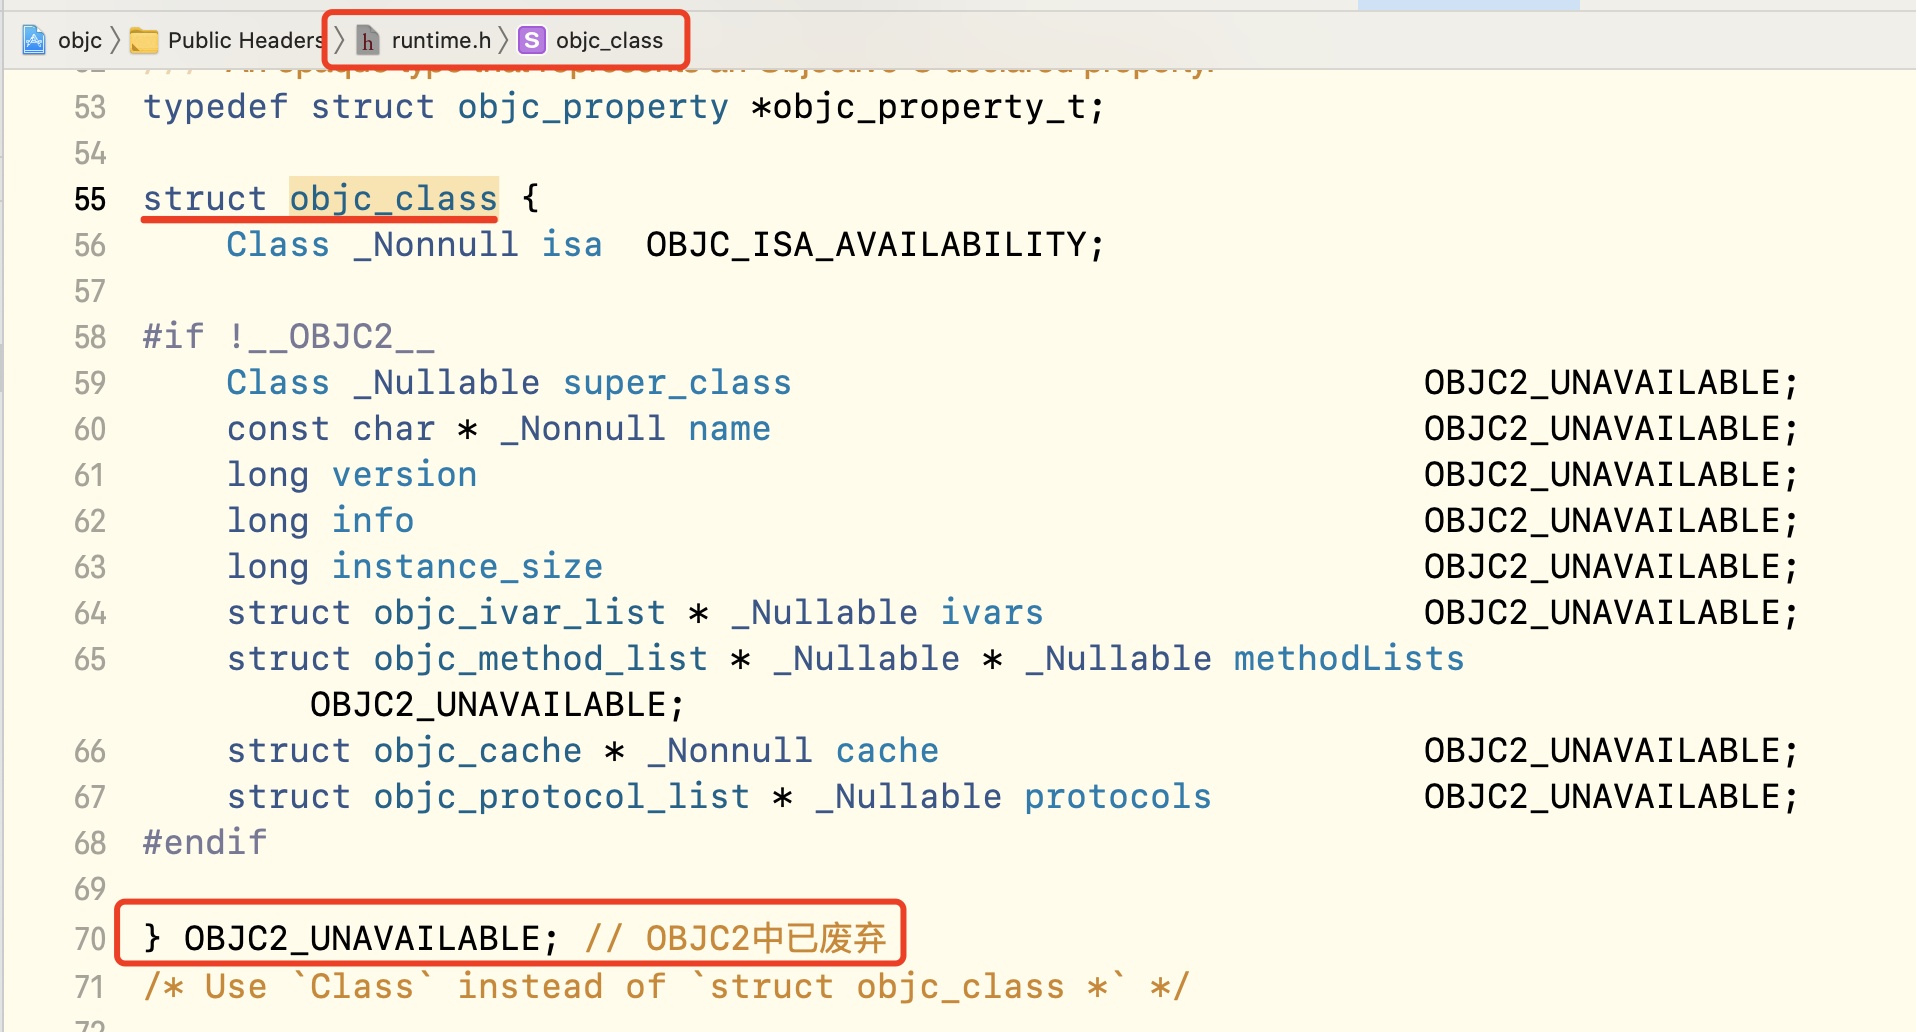 objc 〉 Public Headers 〉 h runtime.h 〉 S objc_class
53 typedef struct objc_property *objc_property_t;
54
55 struct objc_class {
56 Class _Nonnull isa OBJC_ISA_AVAILABILITY;
57
58 #if !__OBJC2__
59 Class _Nullable super_class OBJC2_UNAVAILABLE;
60 const char * _Nonnull name OBJC2_UNAVAILABLE;
61 long version OBJC2_UNAVAILABLE;
62 long info OBJC2_UNAVAILABLE;
63 long instance_size OBJC2_UNAVAILABLE;
64 struct objc_ivar_list * _Nullable ivars OBJC2_UNAVAILABLE;
65 struct objc_method_list * _Nullable * _Nullable methodLists
OBJC2_UNAVAILABLE;
66 struct objc_cache * _Nonnull cache OBJC2_UNAVAILABLE;
67 struct objc_protocol_list * _Nullable protocols OBJC2_UNAVAILABLE;
68 #endif
69
70 } OBJC2_UNAVAILABLE; // OBJC2中已废弃
71 /* Use `Class` instead of `struct objc_class *` */